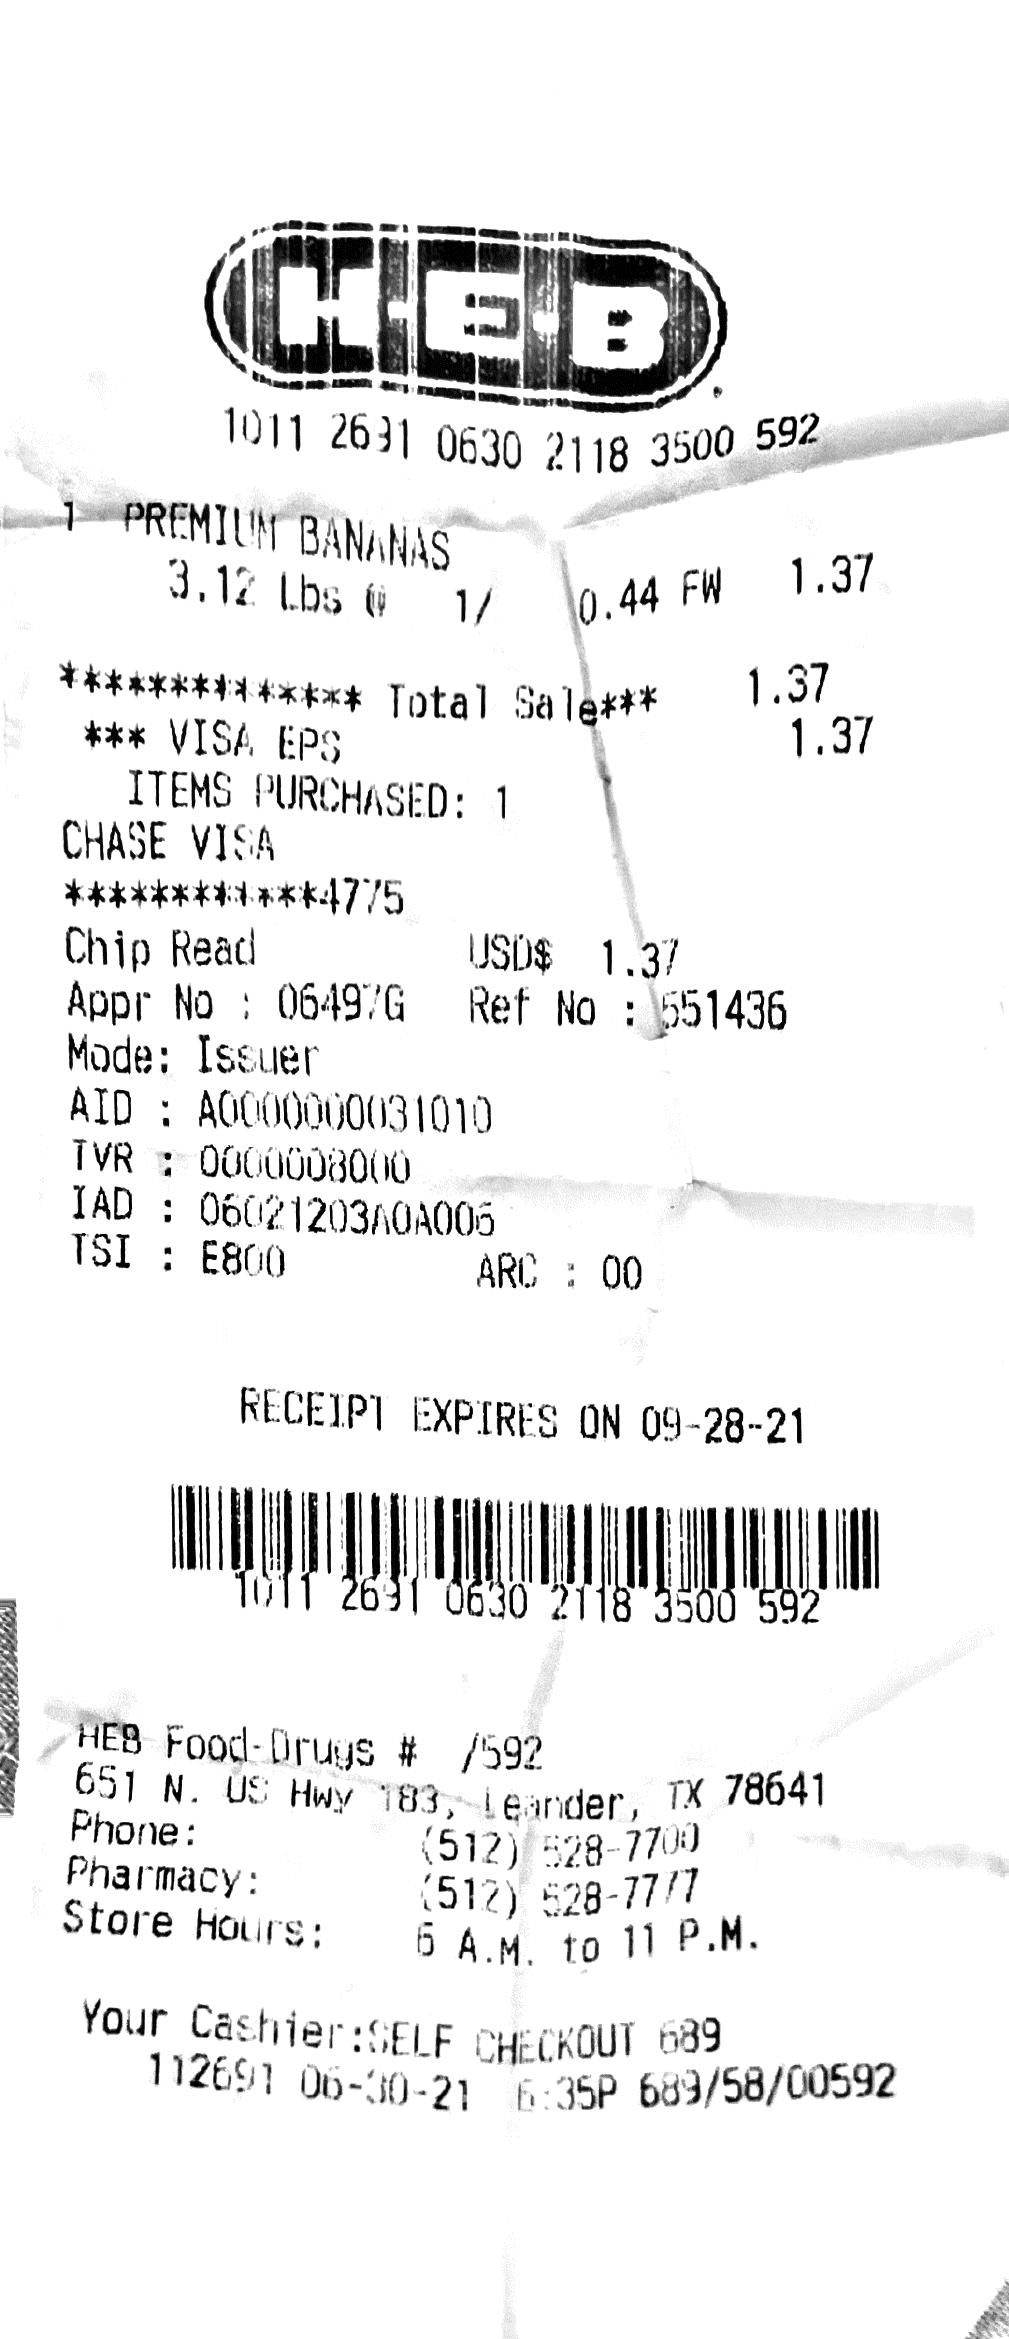 H-E-B
1011 2691 0630 2118 3500 592
1 PREMIUM BANANAS
3.12 Lbs @ 1/ 0.44 FW 1.37
************** Total Sale*** 1.37
*** VISA EPS 1.37
ITEMS PURCHASED: 1
CHASE VISA
************4775
Chip Read USD$ 1.37
Appr No : 06497G Ref No : 551436
Mode: Issuer
AID : A0000000031010
TVR : 0000008000
IAD : 06021203A0A006
TSI : E800 ARC : 00
RECEIPT EXPIRES ON 09-28-21
1011 2691 0630 2118 3500 592
HEB Food-Drugs # /592
651 N. US Hwy 183, Leander, TX 78641
Phone: (512) 528-7700
Pharmacy: (512) 528-7777
Store Hours: 6 A.M. to 11 P.M.
Your Cashier:SELF CHECKOUT 689
112691 06-30-21 6:35P 689/58/00592